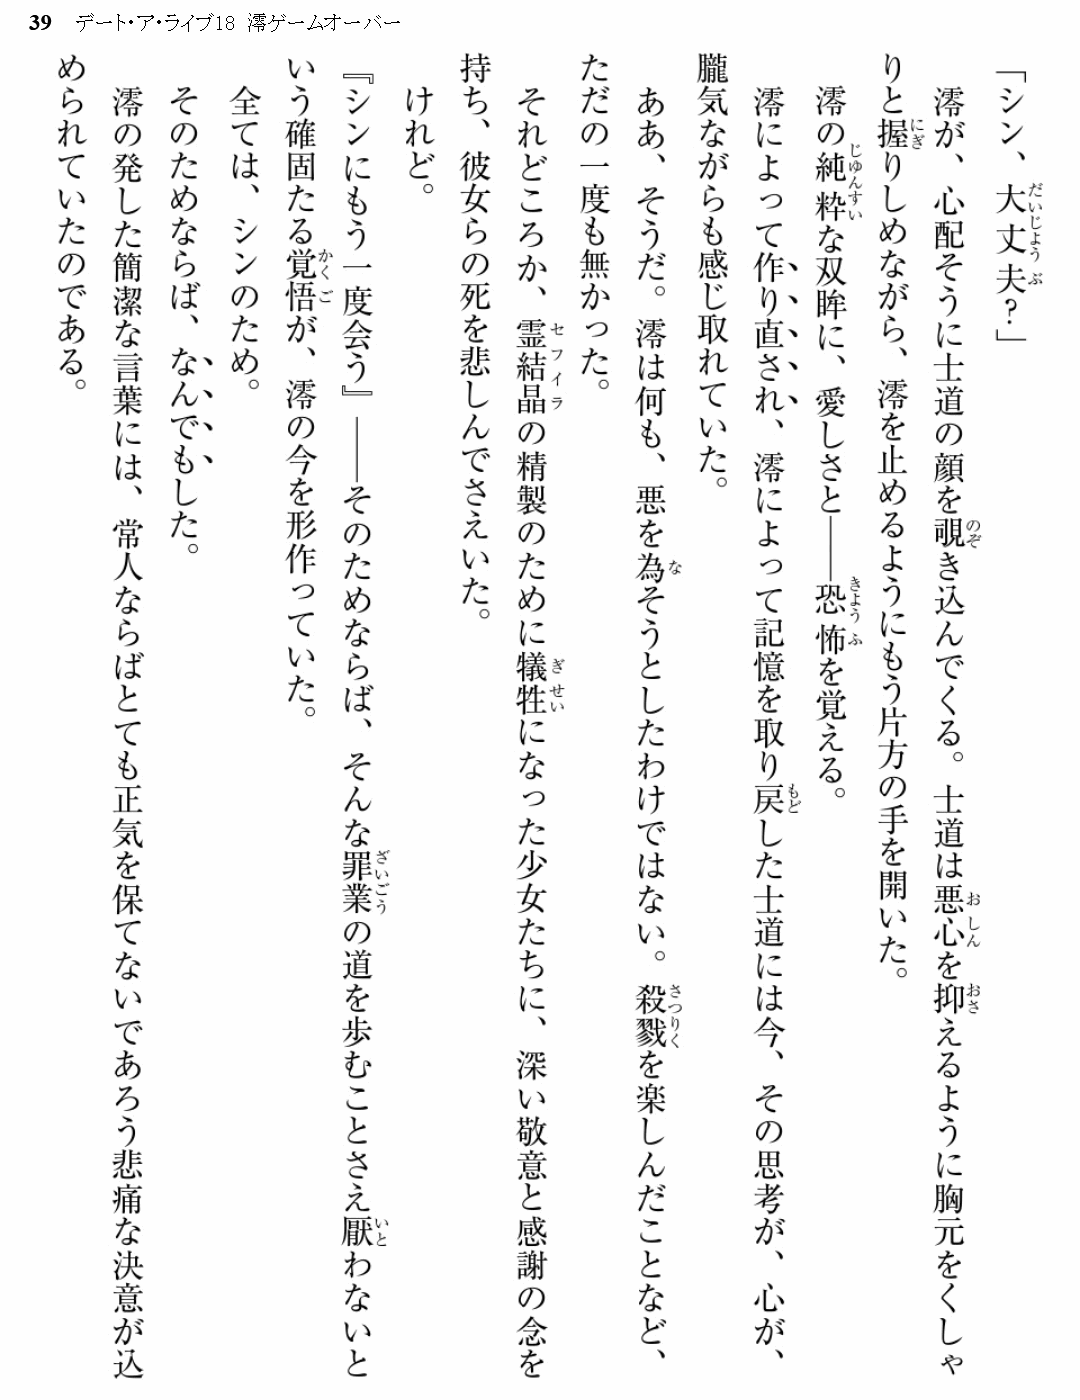 39 デート・ア・ライブ18 澪ゲームオーバー
「シン、大丈夫？」
澪が、心配そうに士道の顔を覗き込んでくる。士道は悪心を抑えるように胸元をくしゃ
りと握りしめながら、澪を止めるようにもう片方の手を開いた。
澪の純粋な双眸に、愛しさと――恐怖を覚える。
澪によって作り直され、澪によって記憶を取り戻した士道には今、その思考が、心が、
朧気ながらも感じ取れていた。
ああ、そうだ。澪は何も、悪を為そうとしたわけではない。殺戮を楽しんだことなど、
ただの一度も無かった。
それどころか、霊結晶の精製のために犠牲になった少女たちに、深い敬意と感謝の念を
持ち、彼女らの死を悲しんでさえいた。
けれど。
『シンにもう一度会う』――そのためならば、そんな罪業の道を歩むことさえ厭わないと
いう確固たる覚悟が、澪の今を形作っていた。
全ては、シンのため。
そのためならば、なんでもした。
澪の発した簡潔な言葉には、常人ならばとても正気を保てないであろう悲痛な決意が込
められていたのである。